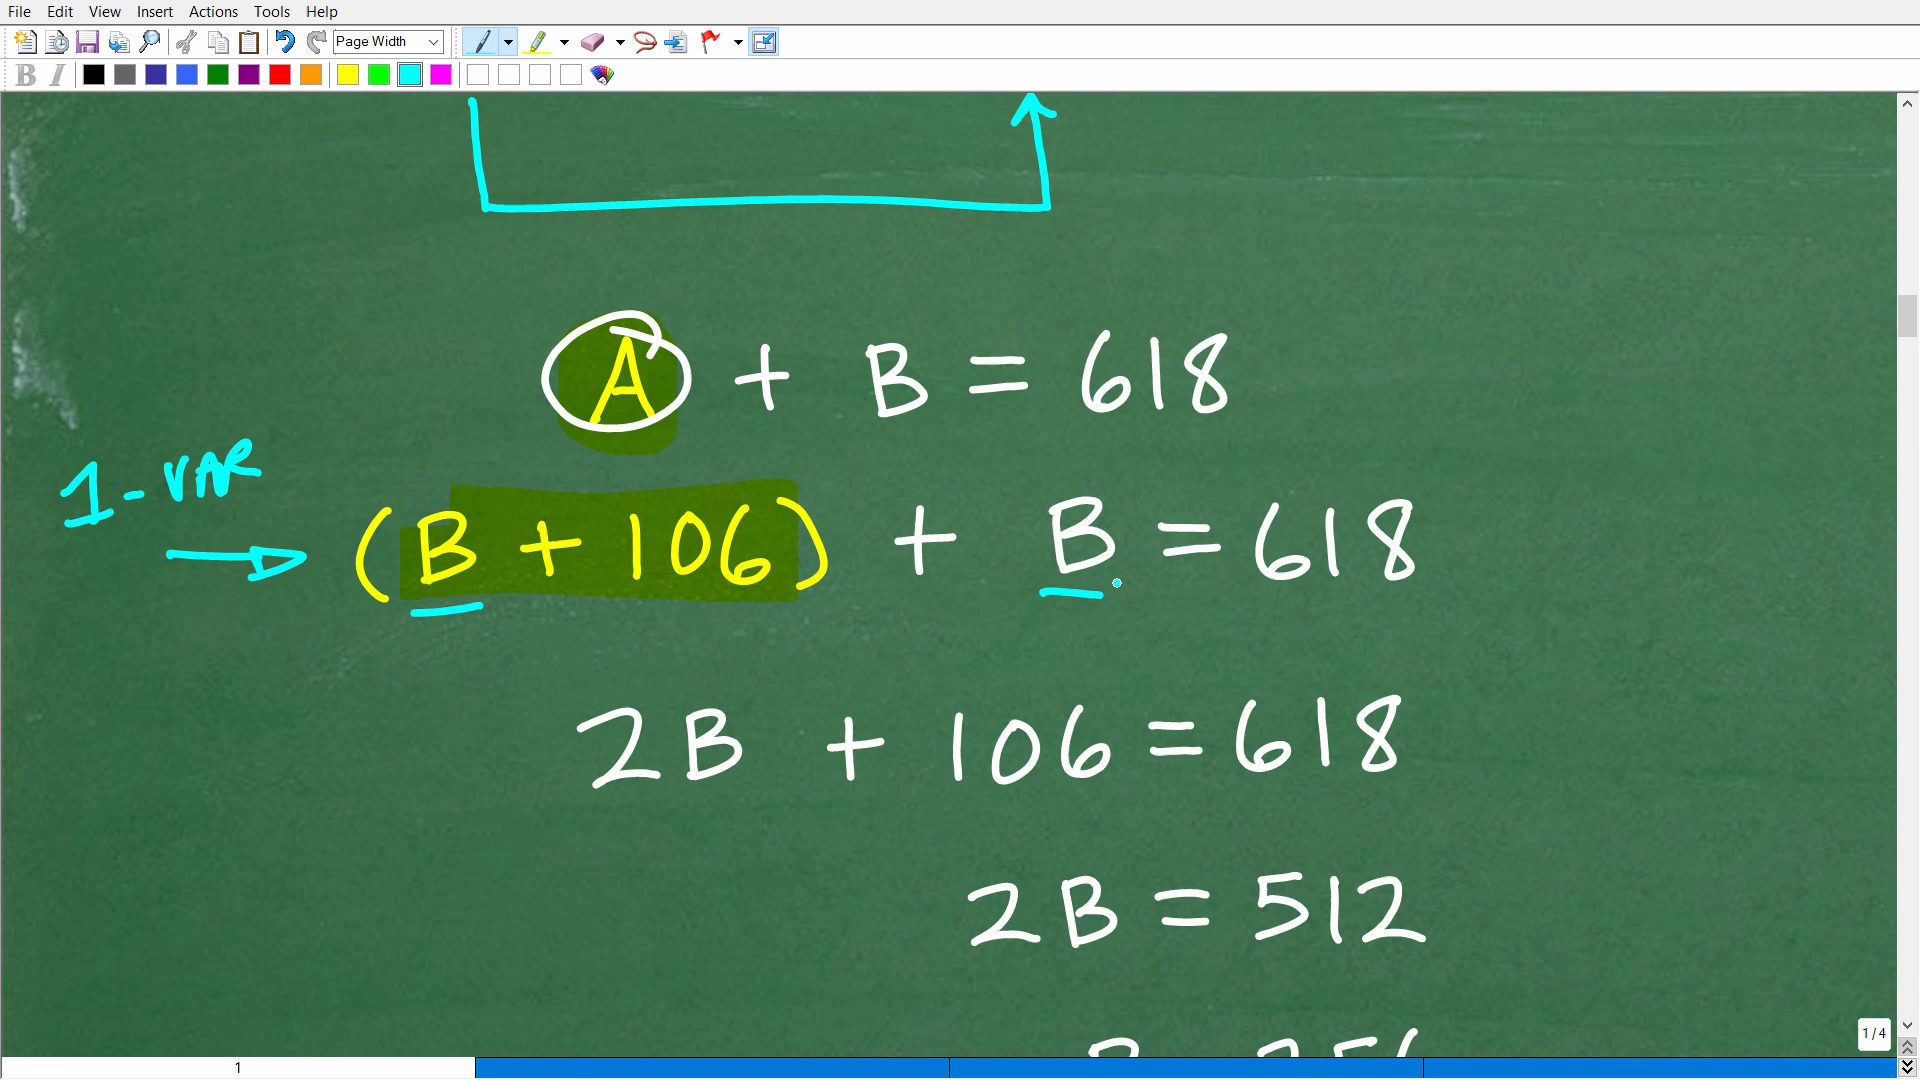 File Edit View Insert Actions Tools Help
Page Width
B I
A + B = 618
1-VAR
(B + 106) + B = 618
2B + 106 = 618
2B = 512
1 / 4
1